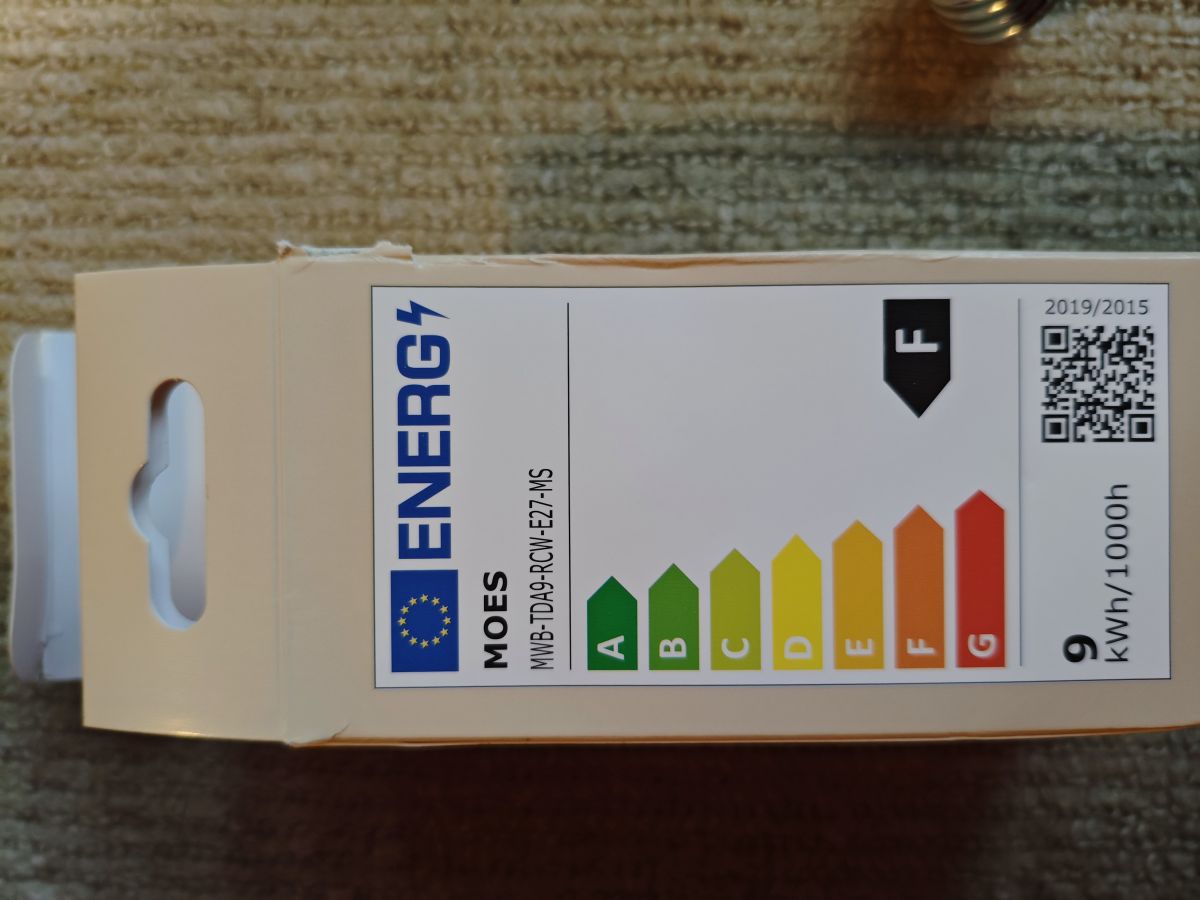 ENERG
MOES
MWB-TDA9-RCW-E27-MS
A
B
C
D
E
F
G
F
9
kWh/1000h
2019/2015